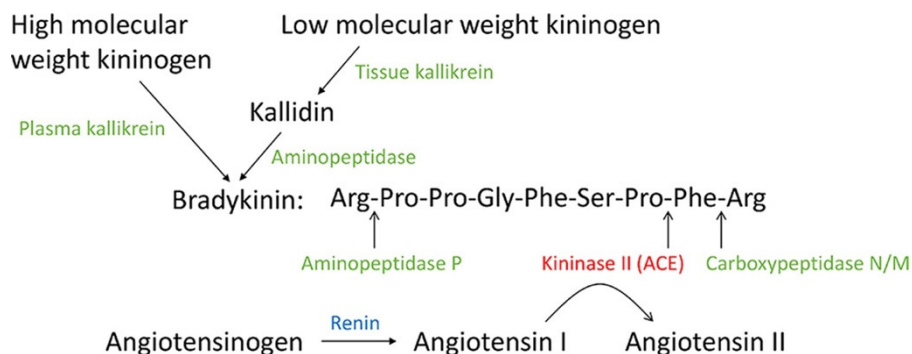 High molecular
weight kininogen
Low molecular weight kininogen
Tissue kallikrein
Kallidin
Plasma kallikrein
Aminopeptidase
Bradykinin: Arg-Pro-Pro-Gly-Phe-Ser-Pro-Phe-Arg
Aminopeptidase P
Kininase II (ACE)
Carboxypeptidase N/M
Angiotensinogen
Renin
Angiotensin I
Angiotensin II